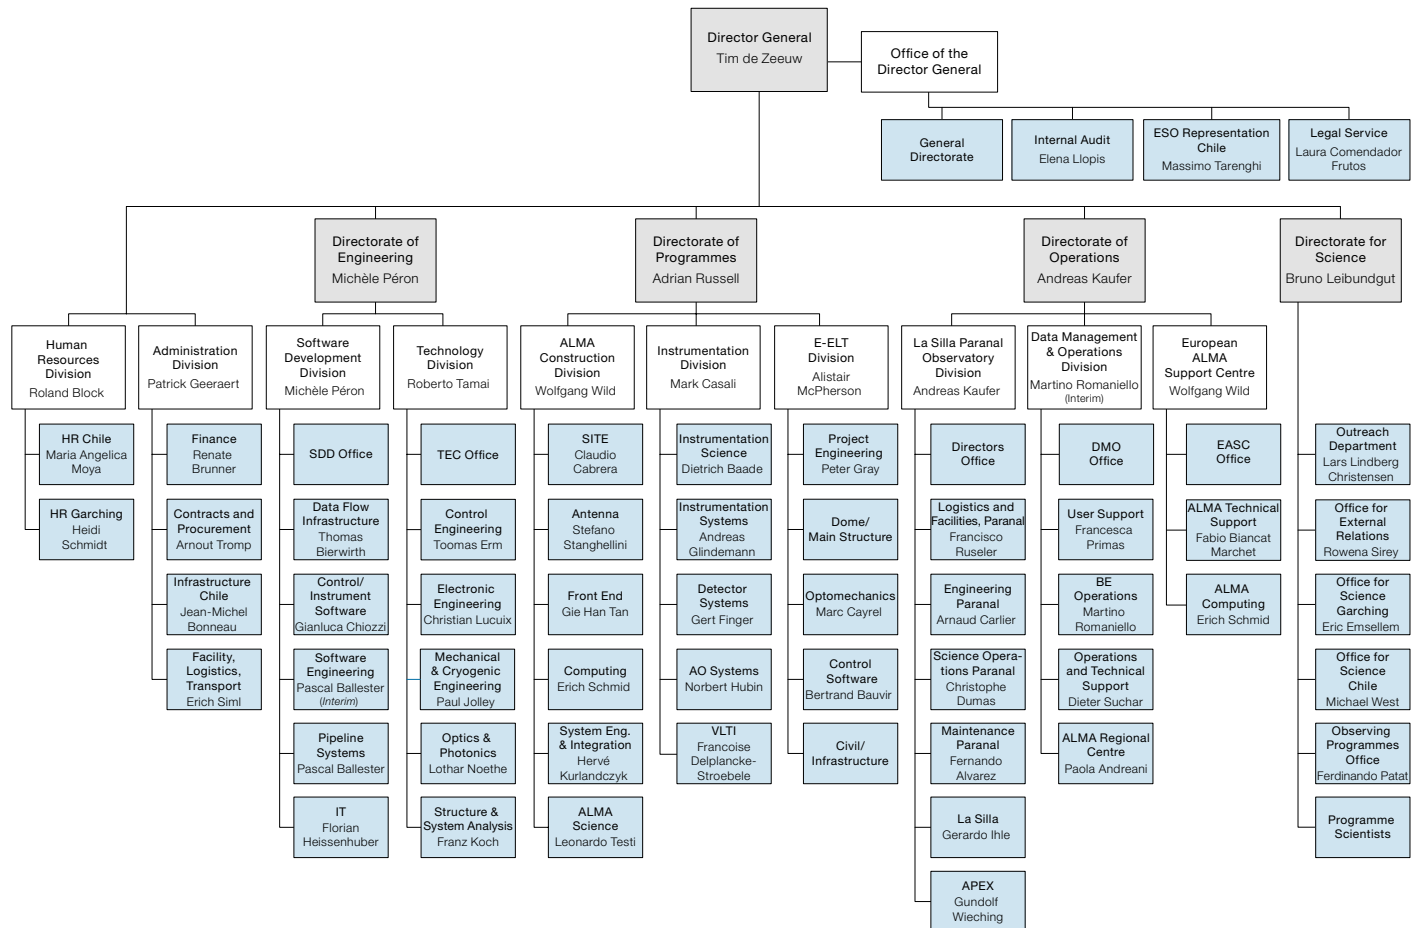 Director General
Tim de Zeeuw
Office of the
Director General
General
Directorate
Internal Audit
Elena Llopis
ESO Representation
Chile
Massimo Tarenghi
Legal Service
Laura Comendador
Frutos
Directorate of
Engineering
Michèle Péron
Directorate of
Programmes
Adrian Russell
Directorate of
Operations
Andreas Kaufer
Directorate for
Science
Bruno Leibundgut
Human
Resources
Division
Roland Block
Administration
Division
Patrick Geeraert
Software
Development
Division
Michèle Péron
Technology
Division
Roberto Tamai
ALMA
Construction
Division
Wolfgang Wild
Instrumentation
Division
Mark Casali
E-ELT
Division
Alistair
McPherson
La Silla Paranal
Observatory
Division
Andreas Kaufer
Data Management
& Operations
Division
Martino Romaniello
(Interim)
European
ALMA
Support Centre
Wolfgang Wild
HR Chile
Maria Angelica
Moya
HR Garching
Heidi
Schmidt
Finance
Renate
Brunner
Contracts and
Procurement
Arnout Tromp
Infrastructure
Chile
Jean-Michel
Bonneau
Facility,
Logistics,
Transport
Erich Siml
SDD Office
Data Flow
Infrastructure
Thomas
Bierwirth
Control/
Instrument
Software
Gianluca Chiozzi
Software
Engineering
Pascal Ballester
(Interim)
Pipeline
Systems
Pascal Ballester
IT
Florian
Heissenhuber
TEC Office
Control
Engineering
Toomas Erm
Electronic
Engineering
Christian Lucuix
Mechanical
& Cryogenic
Engineering
Paul Jolley
Optics &
Photonics
Lothar Noethe
Structure &
System Analysis
Franz Koch
SITE
Claudio
Cabrera
Antenna
Stefano
Stanghellini
Front End
Gie Han Tan
Computing
Erich Schmid
System Eng.
& Integration
Hervé
Kurlandczyk
ALMA
Science
Leonardo Testi
Instrumentation
Science
Dietrich Baade
Instrumentation
Systems
Andreas
Glindemann
Detector
Systems
Gert Finger
AO Systems
Norbert Hubin
VLTI
Francoise
Delplancke-
Stroebele
Project
Engineering
Peter Gray
Dome/
Main Structure
Optomechanics
Marc Cayrel
Control
Software
Bertrand Bauvir
Civil/
Infrastructure
Directors
Office
Logistics and
Facilities, Paranal
Francisco
Ruseler
Engineering
Paranal
Arnaud Carlier
Science Opera-
tions Paranal
Christophe
Dumas
Maintenance
Paranal
Fernando
Alvarez
La Silla
Gerardo Ihle
APEX
Gundolf
Wieching
DMO
Office
User Support
Francesca
Primas
BE
Operations
Martino
Romaniello
Operations
and Technical
Support
Dieter Suchar
ALMA Regional
Centre
Paola Andreani
EASC
Office
ALMA Technical
Support
Fabio Biancat
Marchet
ALMA
Computing
Erich Schmid
Outreach
Department
Lars Lindberg
Christensen
Office for
External
Relations
Rowena Sirey
Office for
Science
Garching
Eric Emsellem
Office for
Science
Chile
Michael West
Observing
Programmes
Office
Ferdinando Patat
Programme
Scientists